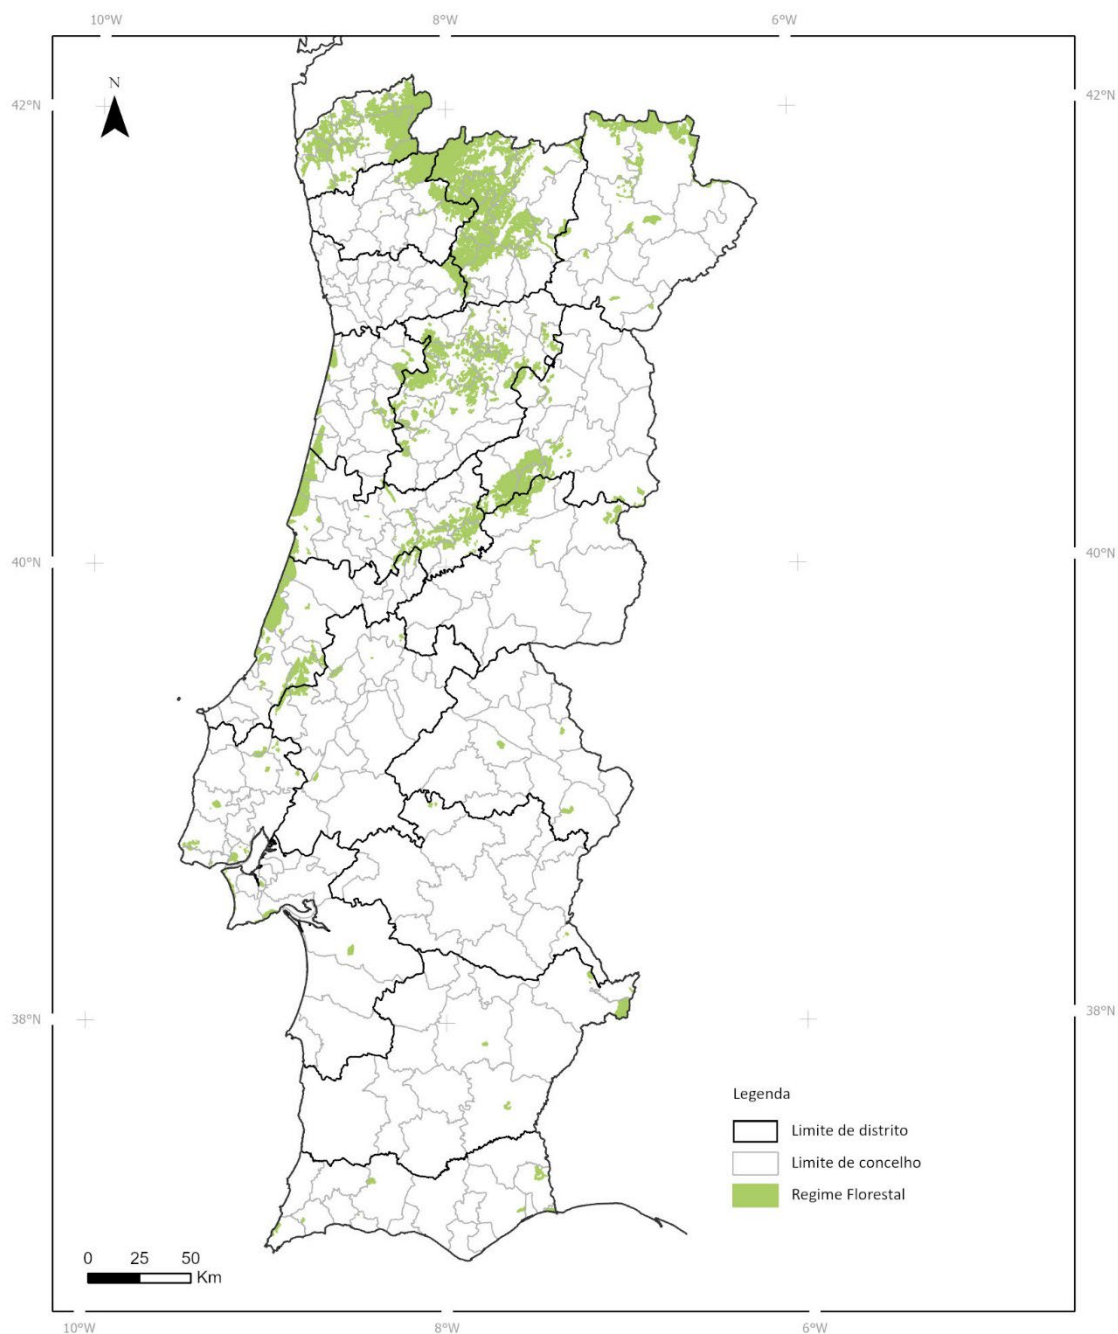 10°W 8°W 6°W
N
42°N 42°N
40°N 40°N
38°N 38°N
Legenda
Limite de distrito
Limite de concelho
Regime Florestal
0 25 50
Km
10°W 8°W 6°W